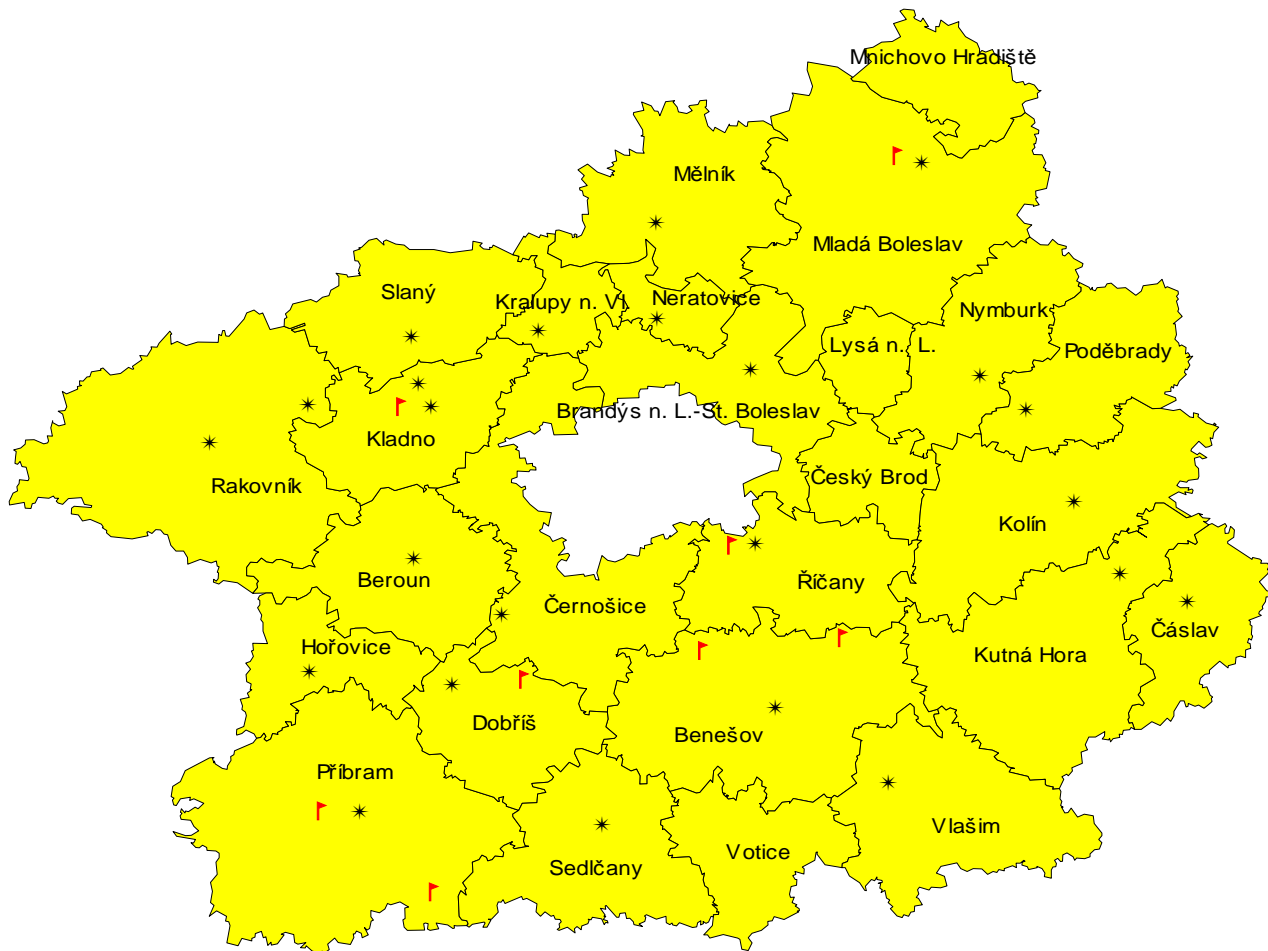 Mnichovo Hradiště
Mělník
Mladá Boleslav
Slaný
Kralupy n. Vl.
Neratovice
Nymburk
Lysá n. L.
Poděbrady
Brandýs n. L.-St. Boleslav
Kladno
Rakovník
Český Brod
Kolín
Beroun
Říčany
Černošice
Čáslav
Hořovice
Kutná Hora
Dobříš
Benešov
Příbram
Vlašim
Votice
Sedlčany